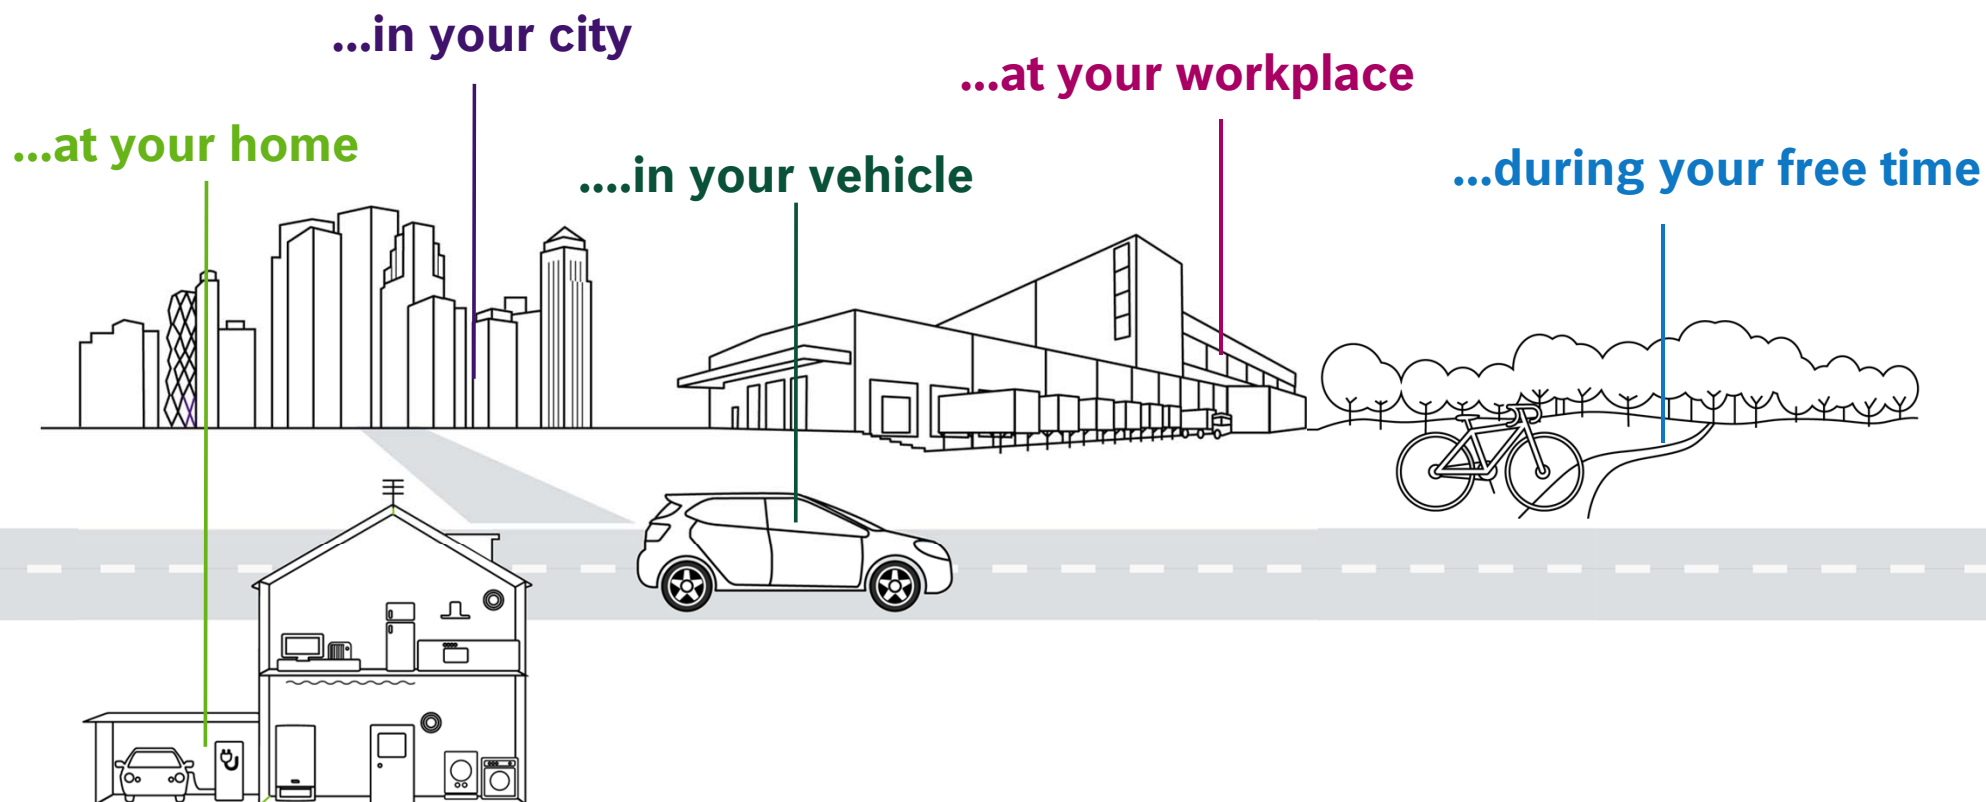 ...in your city
...at your workplace
...at your home
....in your vehicle
...during your free time